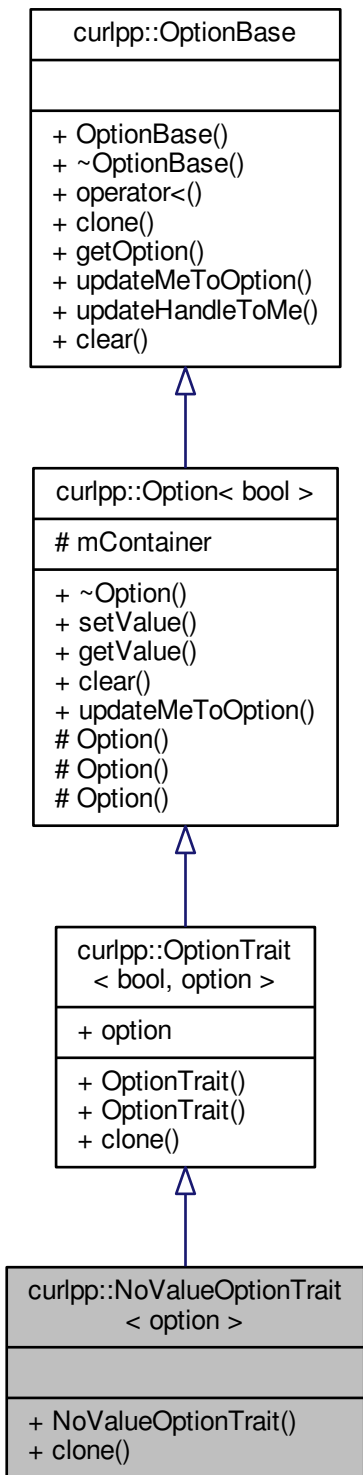 curlpp::OptionBase
+ OptionBase()
+ ~OptionBase()
+ operator<()
+ clone()
+ getOption()
+ updateMeToOption()
+ updateHandleToMe()
+ clear()
curlpp::Option< bool >
# mContainer
+ ~Option()
+ setValue()
+ getValue()
+ clear()
+ updateMeToOption()
# Option()
# Option()
# Option()
curlpp::OptionTrait
< bool, option >
+ option
+ OptionTrait()
+ OptionTrait()
+ clone()
curlpp::NoValueOptionTrait
< option >
+ NoValueOptionTrait()
+ clone()